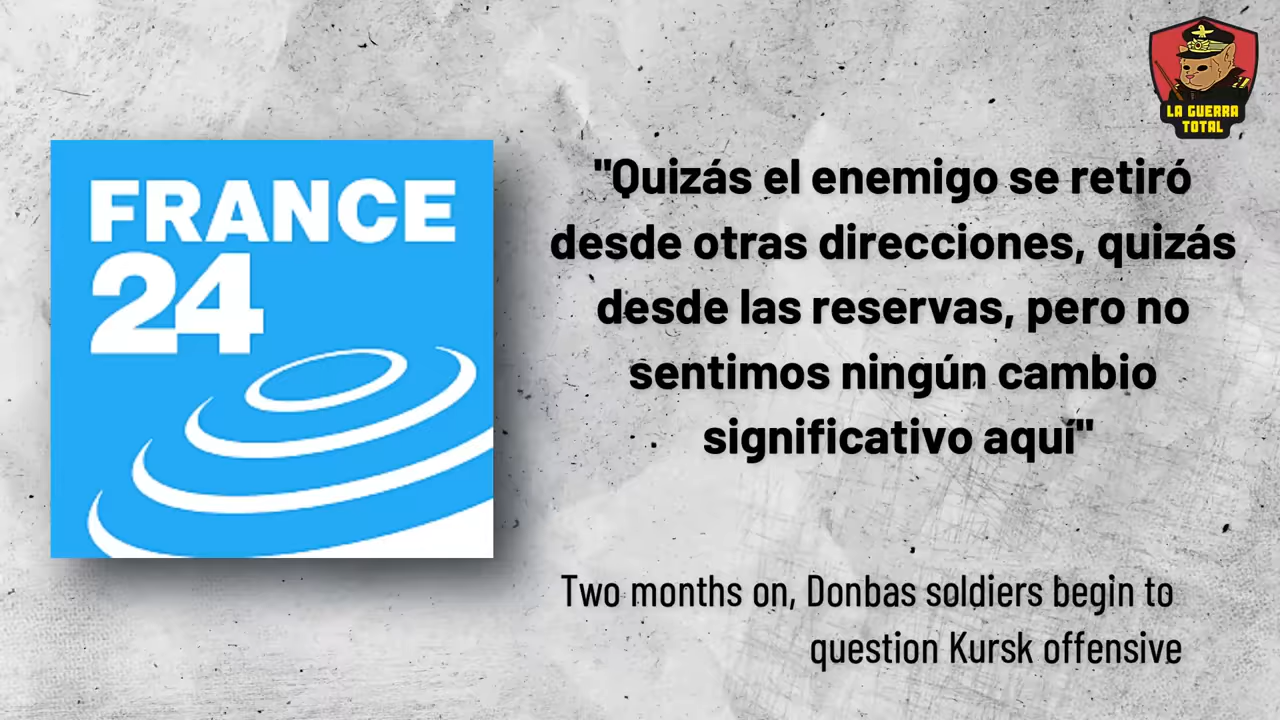 LA GUERRA
TOTAL
FRANCE
24
"Quizás el enemigo se retiró
desde otras direcciones, quizás
desde las reservas, pero no
sentimos ningún cambio
significativo aquí"
Two months on, Donbas soldiers begin to
question Kursk offensive